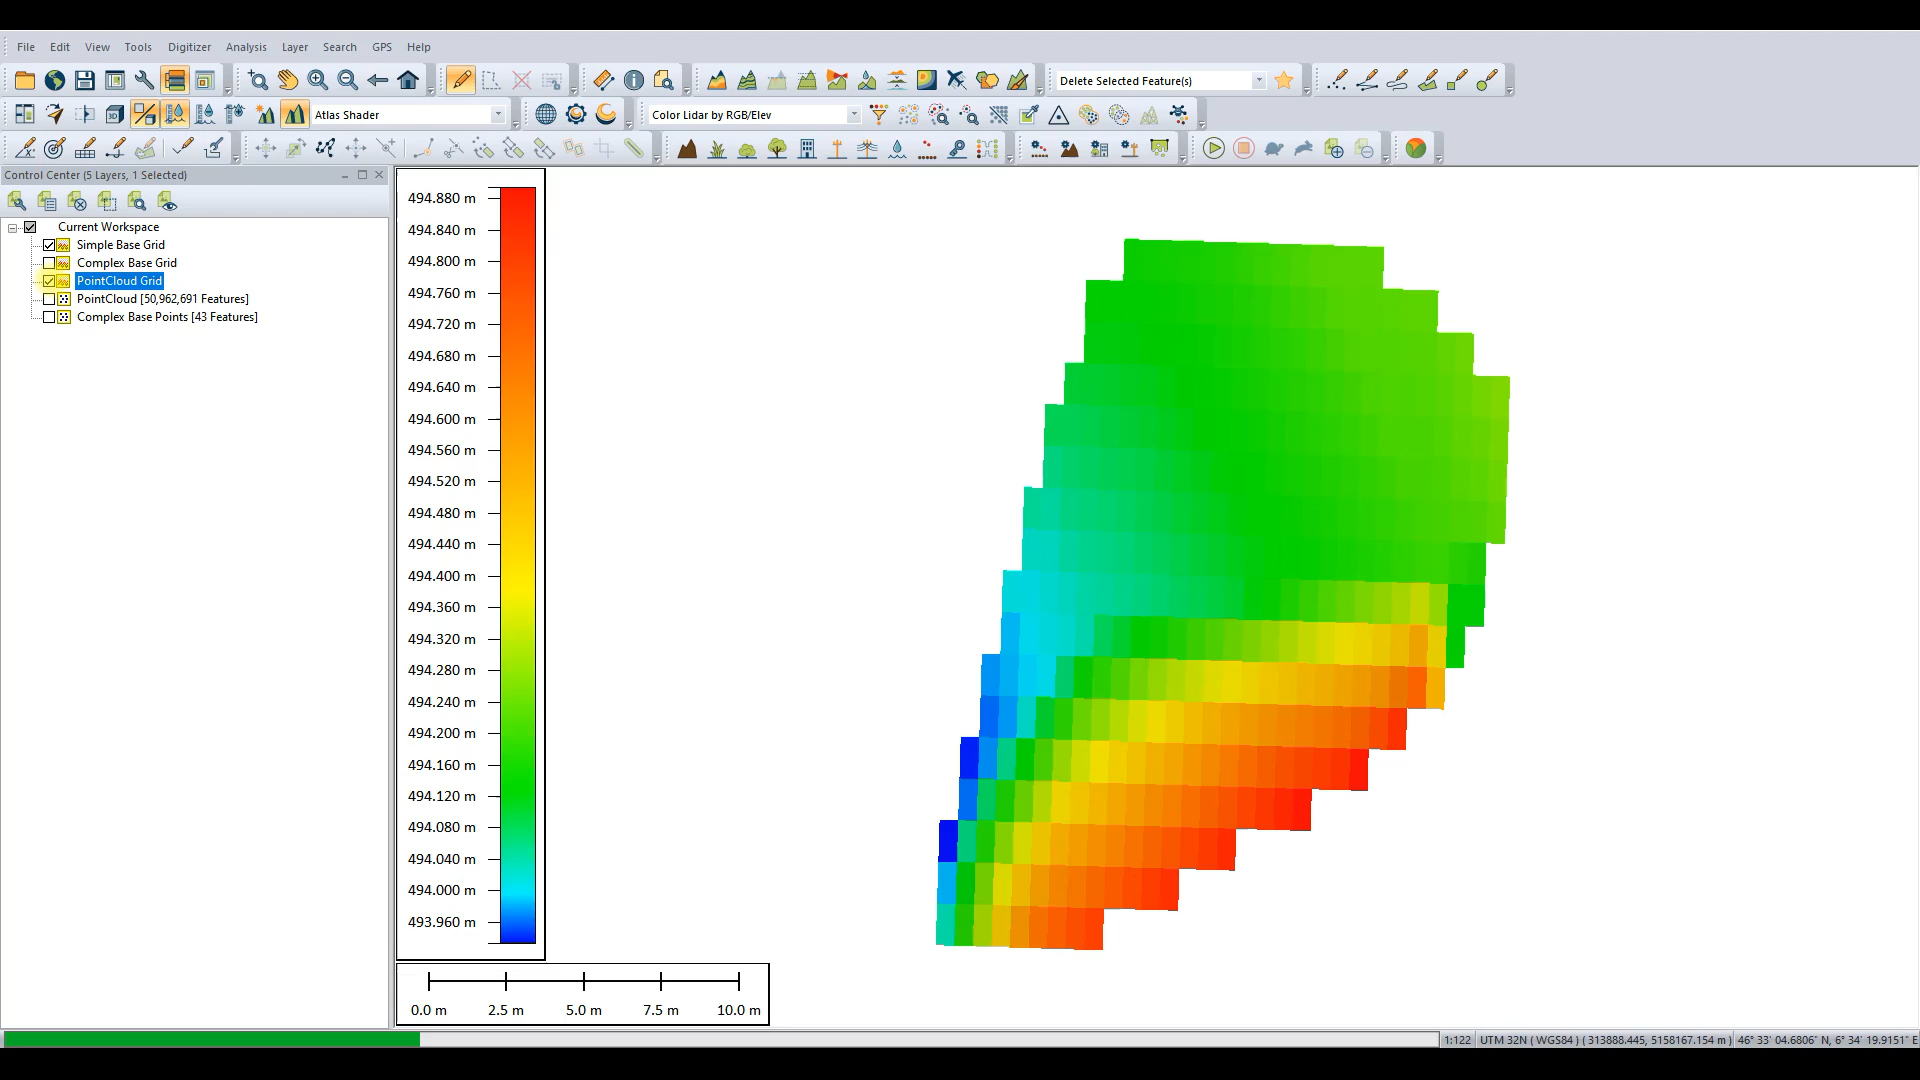 File Edit View Tools Digitizer Analysis Layer Search GPS Help
Delete Selected Feature(s)
3D
Atlas Shader
Color Lidar by RGB/Elev
Control Center (5 Layers, 1 Selected)
Current Workspace
Simple Base Grid
Complex Base Grid
PointCloud Grid
PointCloud [50,962,691 Features]
Complex Base Points [43 Features]
494.880 m
494.840 m
494.800 m
494.760 m
494.720 m
494.680 m
494.640 m
494.600 m
494.560 m
494.520 m
494.480 m
494.440 m
494.400 m
494.360 m
494.320 m
494.280 m
494.240 m
494.200 m
494.160 m
494.120 m
494.080 m
494.040 m
494.000 m
493.960 m
0.0 m 2.5 m 5.0 m 7.5 m 10.0 m
1:122 UTM 32N ( WGS84 ) ( 313888.445, 5158167.154 m ) 46° 33' 04.6806" N, 6° 34' 19.9151" E